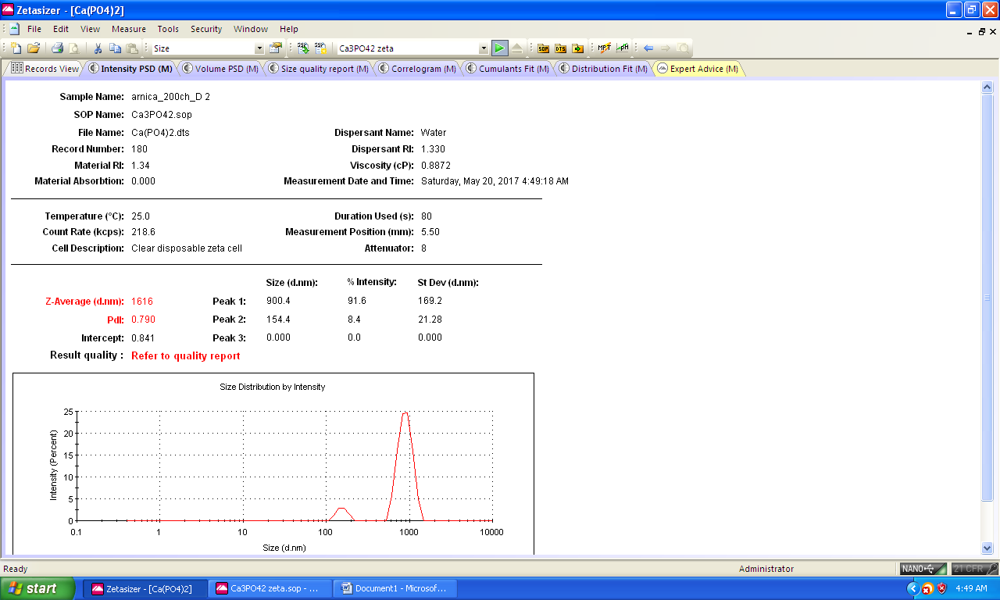 Zetasizer - [Ca(PO4)2]
File Edit View Measure Tools Security Window Help
Size Ca3PO42 zeta SOP DTS MPT pH
Records View Intensity PSD (M) Volume PSD (M) Size quality report (M) Correlogram (M) Cumulants Fit (M) Distribution Fit (M) Expert Advice (M)
Sample Name: arnica_200ch_D 2
SOP Name: Ca3PO42.sop
File Name: Ca(PO4)2.dts Dispersant Name: Water
Record Number: 180 Dispersant RI: 1.330
Material RI: 1.34 Viscosity (cP): 0.8872
Material Absorbtion: 0.000 Measurement Date and Time: Saturday, May 20, 2017 4:49:18 AM
Temperature (°C): 25.0 Duration Used (s): 80
Count Rate (kcps): 218.6 Measurement Position (mm): 5.50
Cell Description: Clear disposable zeta cell Attenuator: 8
Size (d.nm): % Intensity: St Dev (d.nm):
Z-Average (d.nm): 1616 Peak 1: 900.4 91.6 169.2
PdI: 0.790 Peak 2: 154.4 8.4 21.28
Intercept: 0.841 Peak 3: 0.000 0.0 0.000
Result quality : Refer to quality report
Size Distribution by Intensity
Intensity (Percent)
25
20
15
10
5
0
0.1 1 10 100 1000 10000
Size (d.nm)
Ready Administrator NANO 21 CFR
start Zetasizer - [Ca(PO4)2] Ca3PO42 zeta.sop - ... Document1 - Microsof... 4:49 AM